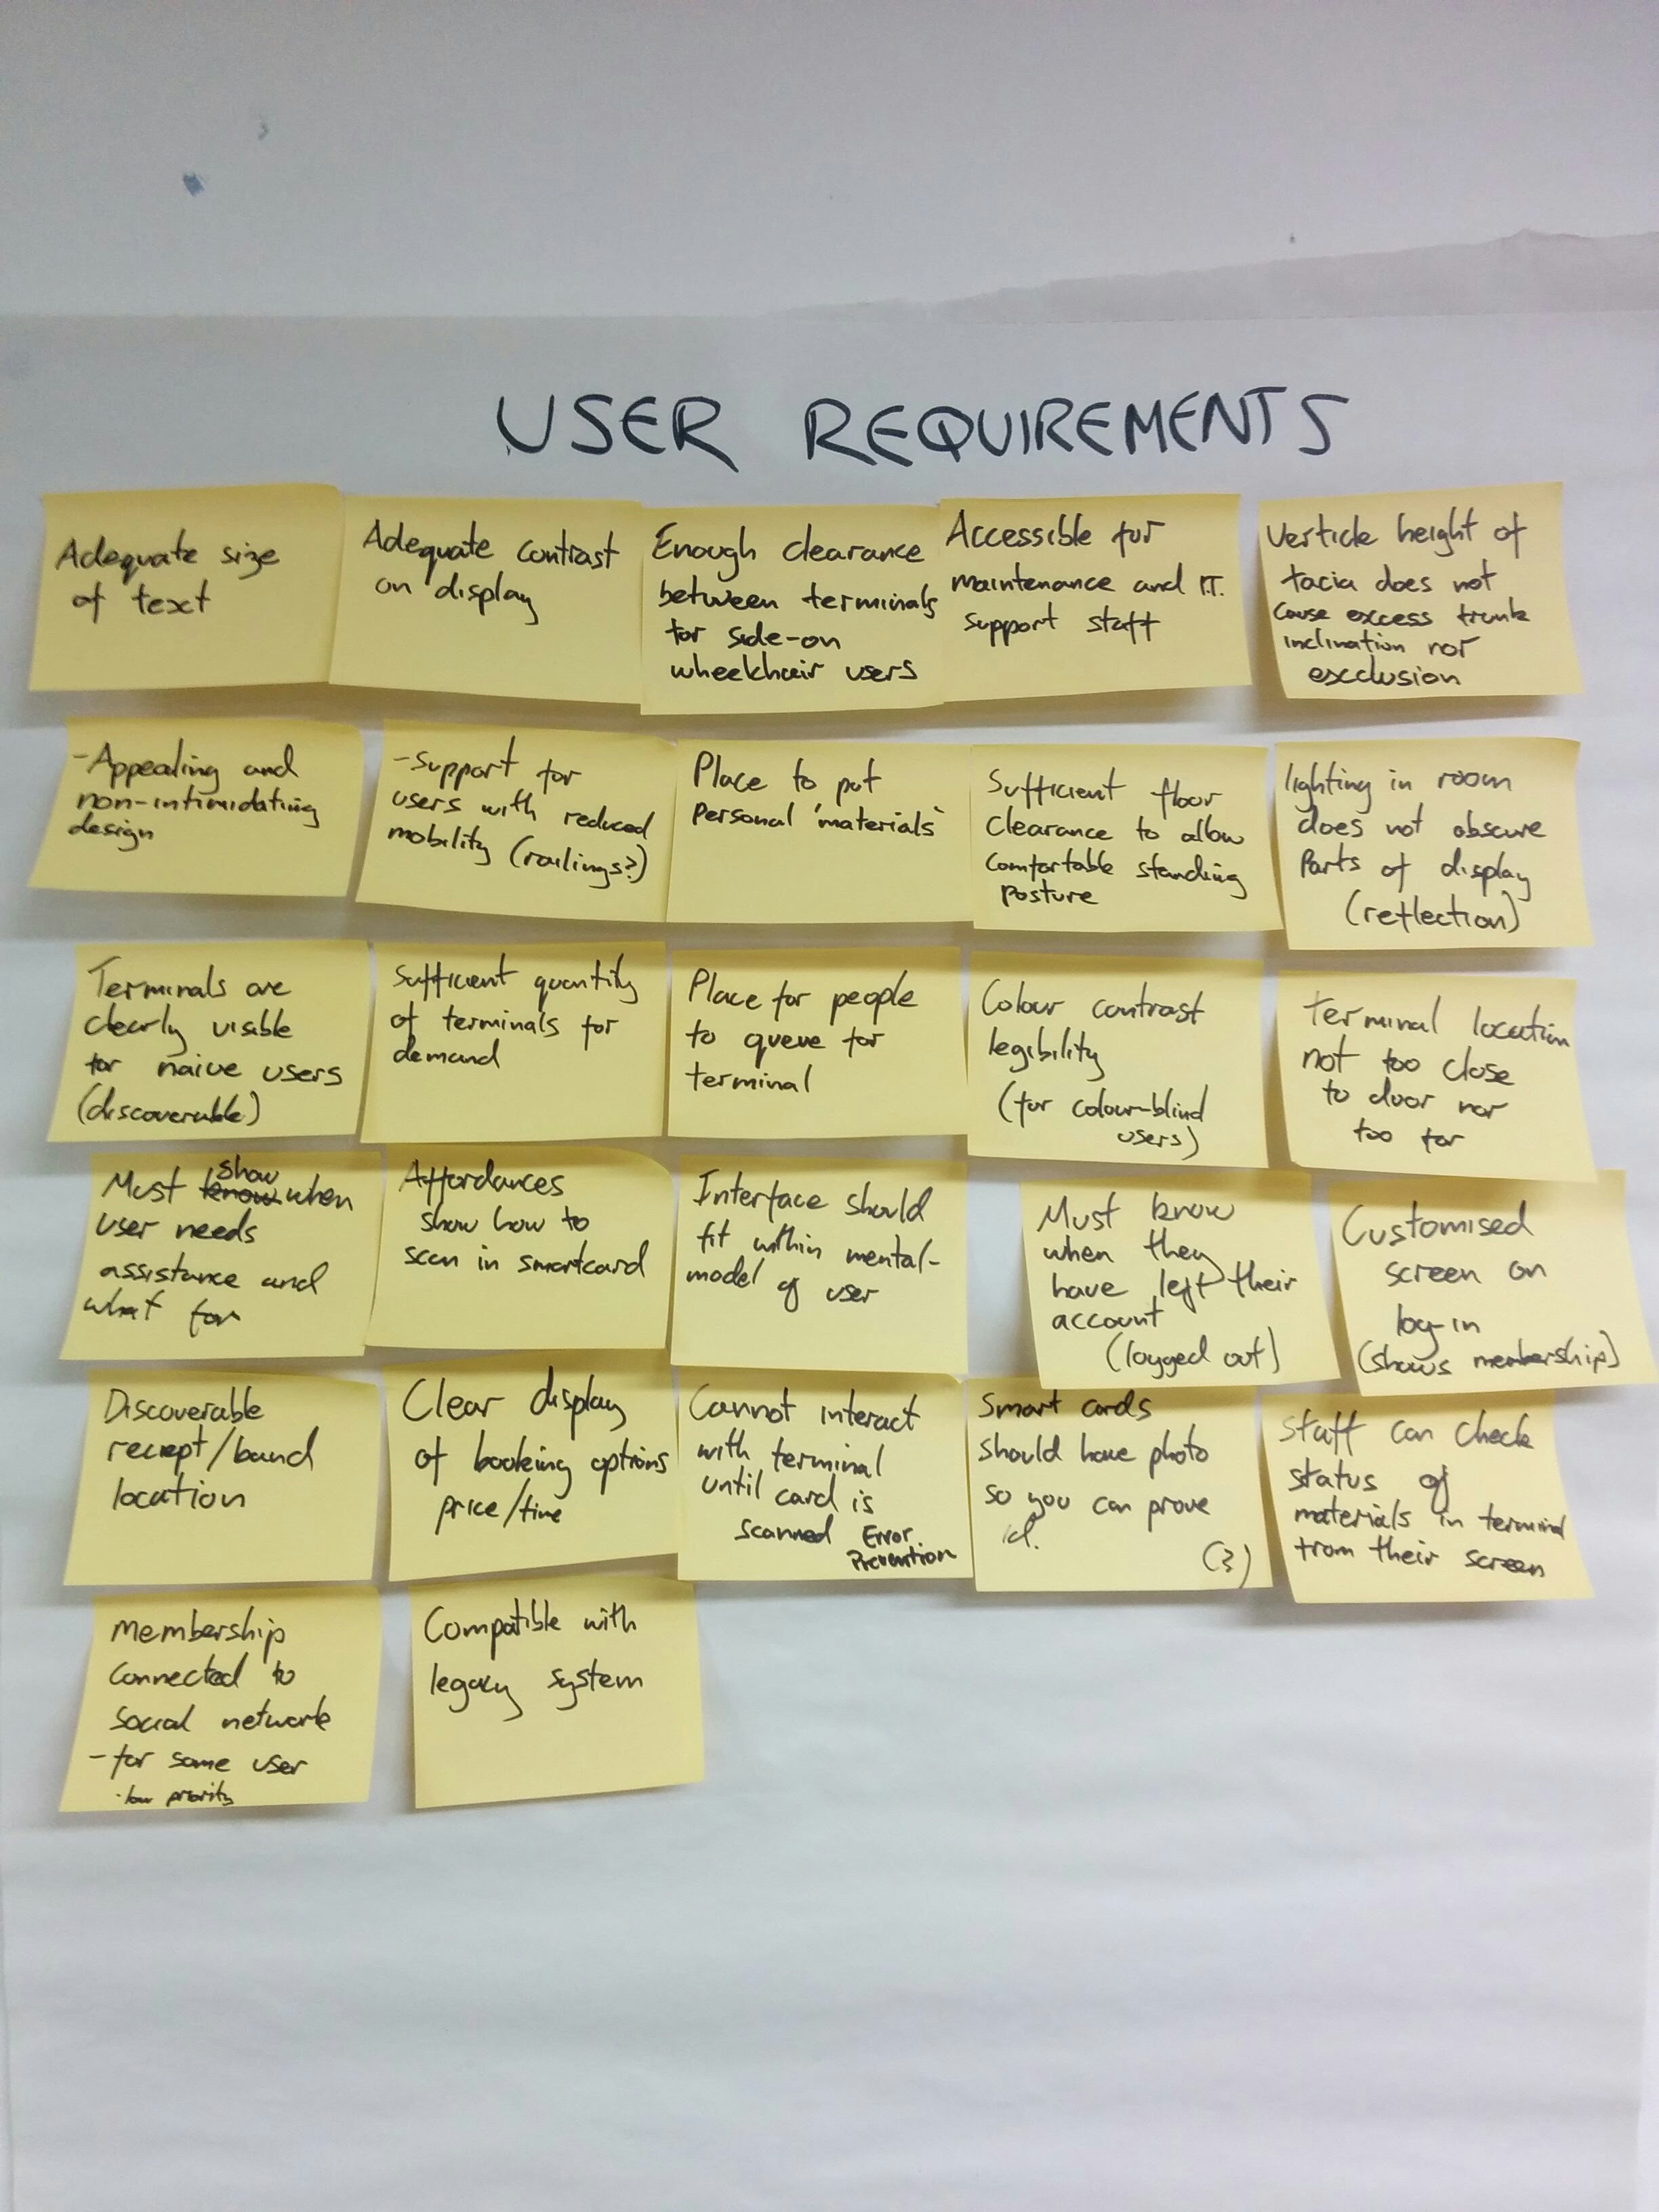 USER REQUIREMENTS
Adequate size
of text
Adequate contrast
on display
Enough clearance
between terminals
for side-on
wheelchair users
Accessible for
maintenance and I.T.
support staff
Verticle height of
facia does not
cause excess trunk
inclination nor
exclusion
-Appealing and
non-intimidating
design
-Support for
users with reduced
mobility (railings?)
Place to put
personal 'materials'
Sufficient floor
clearance to allow
comfortable standing
posture
lighting in room
does not obscure
parts of display
(reflection)
Terminals are
clearly visible
for naive users
(discoverable)
Sufficient quantity
of terminals for
demand
Place for people
to queue for
terminal
Colour contrast
legibility
(for colour-blind
users)
Terminal location
not too close
to door nor
too far
show
Must know when
user needs
assistance and
what for
Affordances
show how to
scan in smartcard
Interface should
fit within mental-
model of user
Must know
when they
have left their
account
(logged out)
Customised
screen on
log-in
(shows membership)
Discoverable
reciept/band
location
Clear display
of booking options
price/time
Cannot interact
with terminal
until card is
scanned Error
Prevention
Smart cards
should have photo
so you can prove
id.
(?)
Staff can check
status of
materials in terminal
from their screen
Membership
connected to
social network
- for some user
· low priority
Compatible with
legacy system